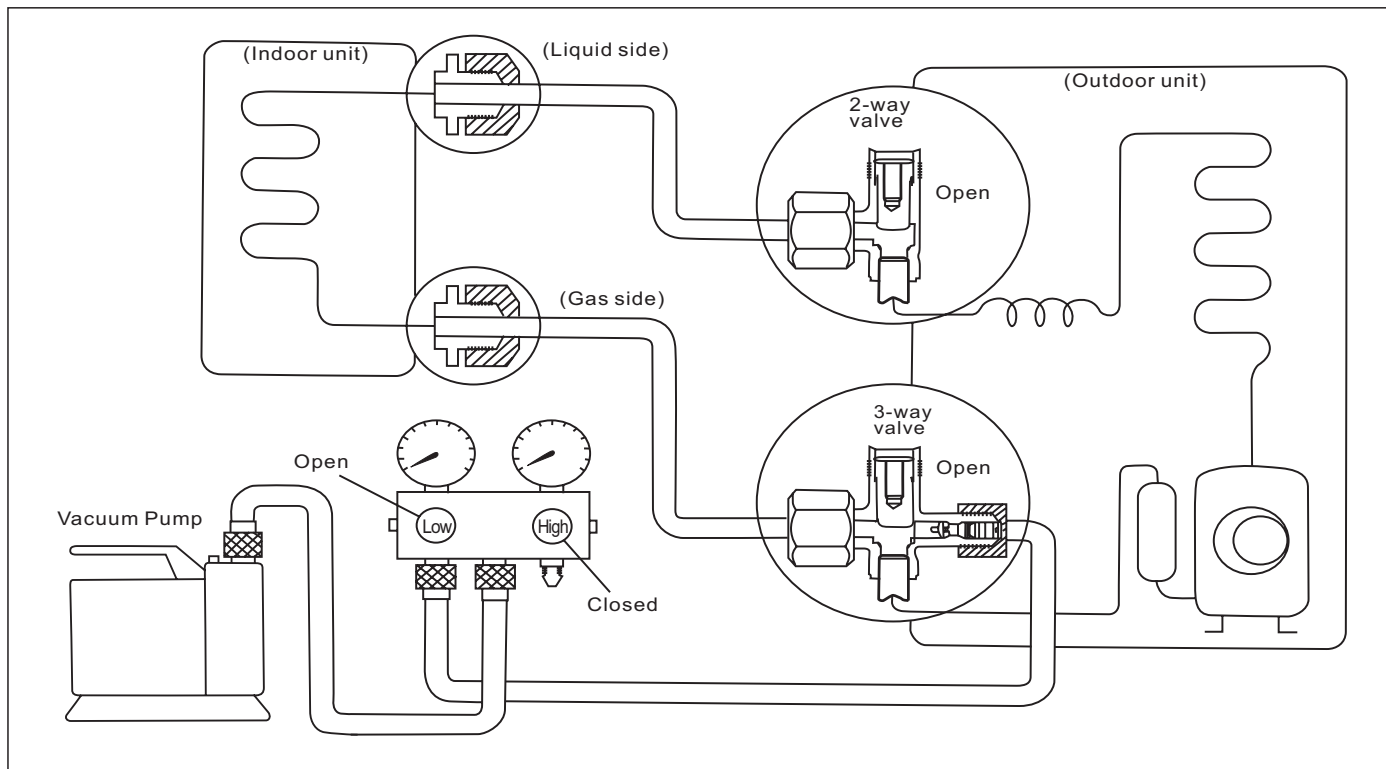 (Indoor unit)
(Liquid side)
(Outdoor unit)
2-way
valve
Open
(Gas side)
3-way
valve
Open
Open
Low
High
Vacuum Pump
Closed